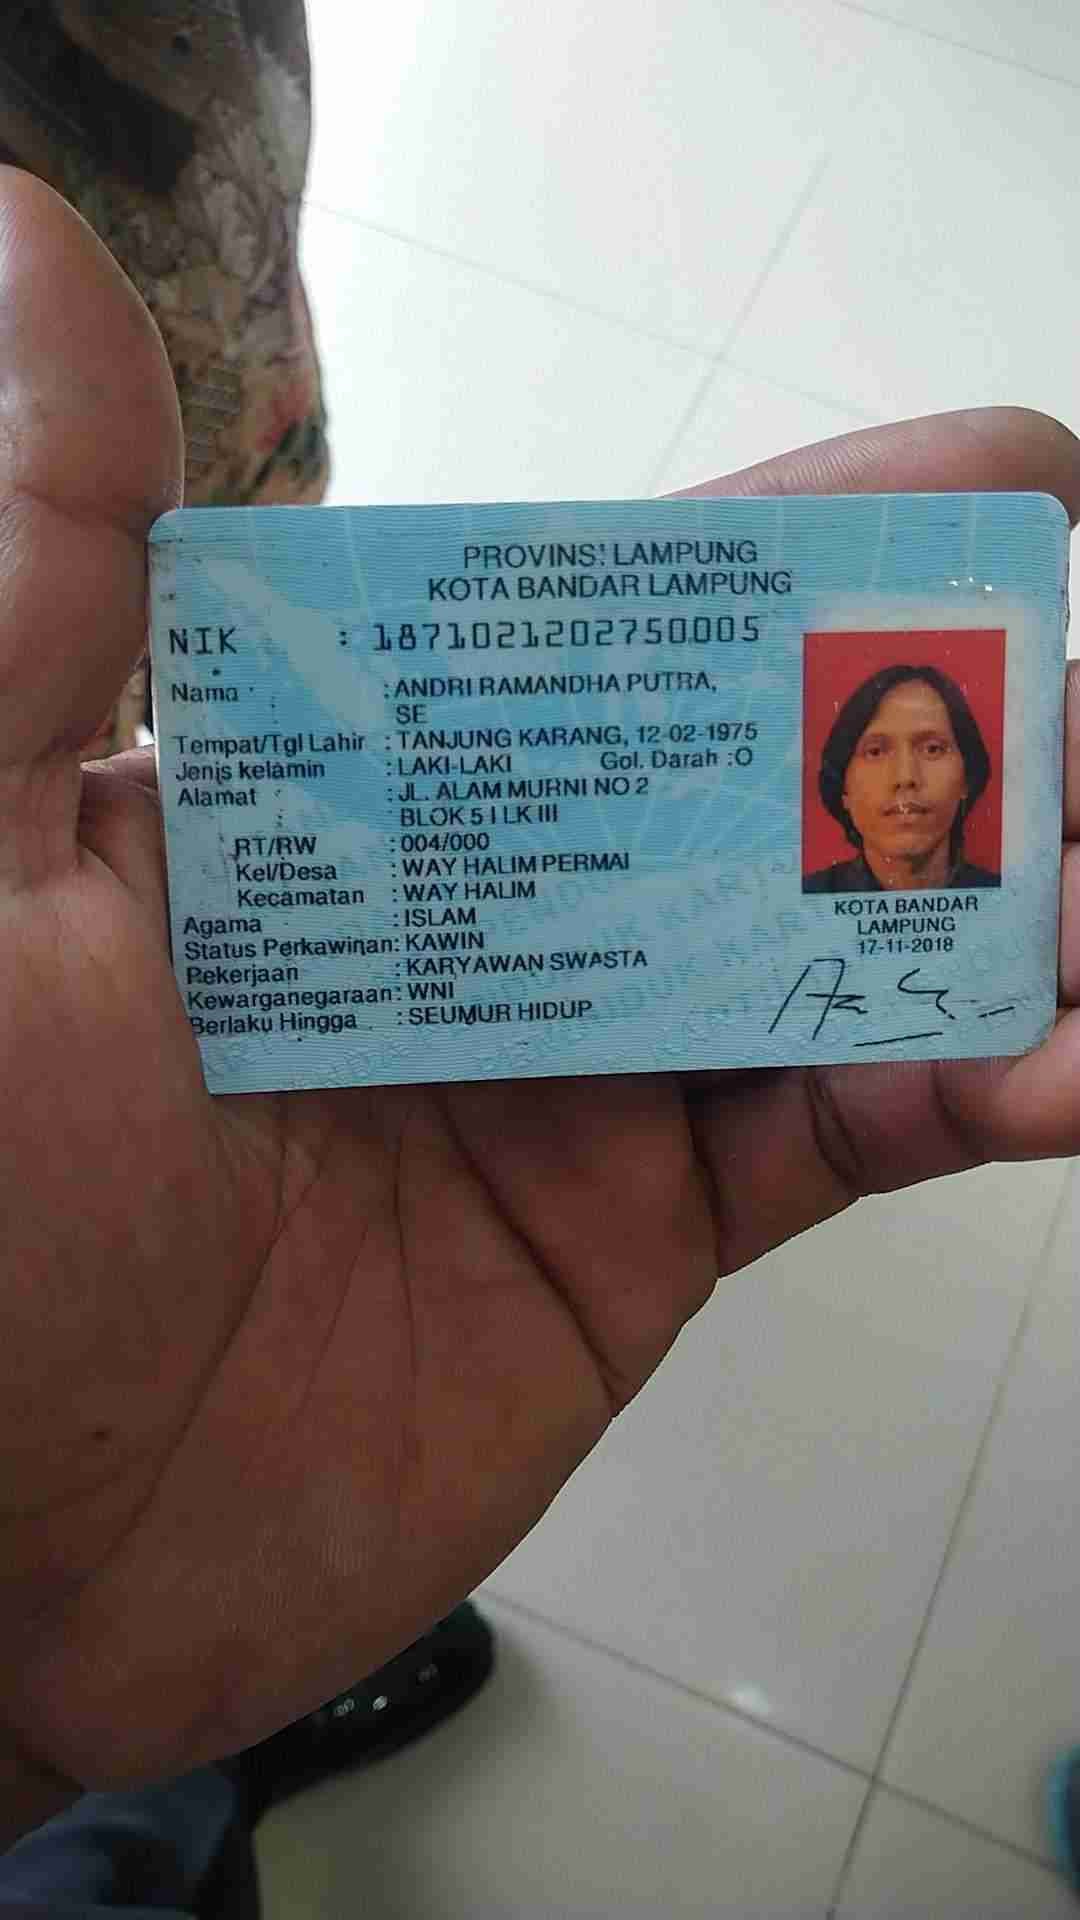 PROVINSI LAMPUNG
KOTA BANDAR LAMPUNG
NIK : 1871021202750005
Nama : ANDRI RAMANDHA PUTRA,
SE
Tempat/Tgl Lahir : TANJUNG KARANG, 12-02-1975
Jenis kelamin : LAKI-LAKI Gol. Darah :O
Alamat : JL. ALAM MURNI NO 2
: BLOK 5 I LK III
RT/RW : 004/000
Kel/Desa : WAY HALIM PERMAI
Kecamatan : WAY HALIM
Agama : ISLAM
Status Perkawinan: KAWIN
Pekerjaan : KARYAWAN SWASTA
Kewarganegaraan: WNI
Berlaku Hingga : SEUMUR HIDUP
KOTA BANDAR
LAMPUNG
17-11-2018